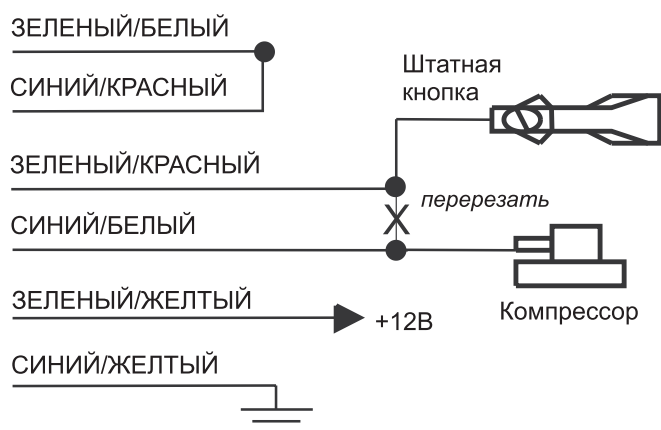 ЗЕЛЕНЫЙ/БЕЛЫЙ
СИНИЙ/КРАСНЫЙ
Штатная
кнопка
ЗЕЛЕНЫЙ/КРАСНЫЙ
перерезать
СИНИЙ/БЕЛЫЙ
ЗЕЛЕНЫЙ/ЖЕЛТЫЙ
+12В
Компрессор
СИНИЙ/ЖЕЛТЫЙ